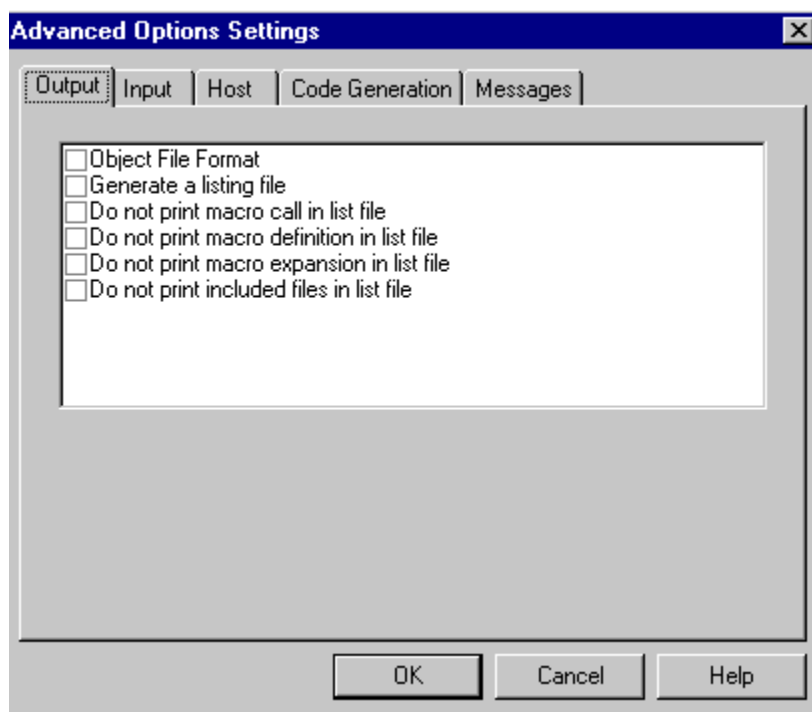 Advanced Options Settings
Output Input Host Code Generation Messages
Object File Format
Generate a listing file
Do not print macro call in list file
Do not print macro definition in list file
Do not print macro expansion in list file
Do not print included files in list file
OK Cancel Help